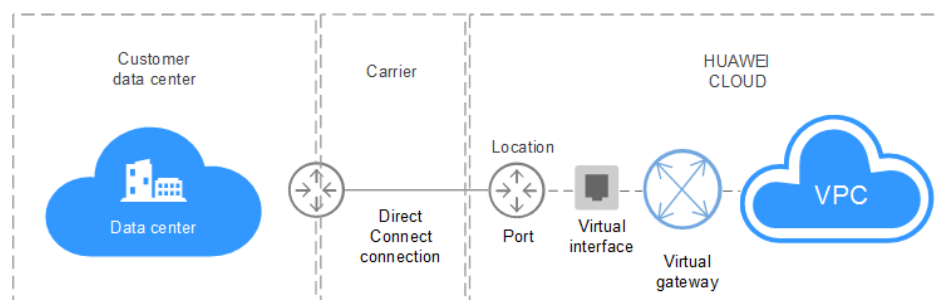 Customer
data center
Carrier
HUAWEI
CLOUD
Data center
Direct
Connect
connection
Location
Port
Virtual
interface
Virtual
gateway
VPC